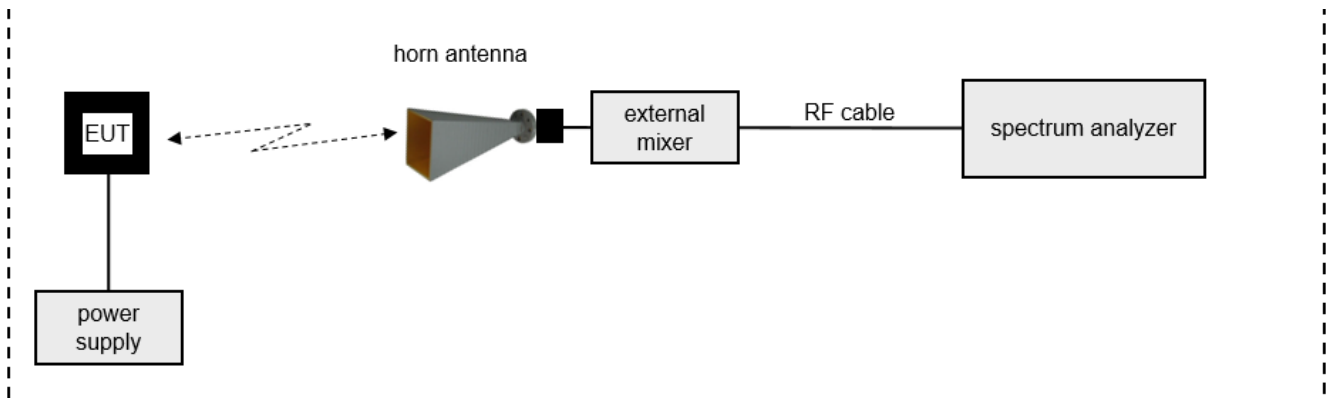 horn antenna
EUT
external
mixer
RF cable
spectrum analyzer
power
supply